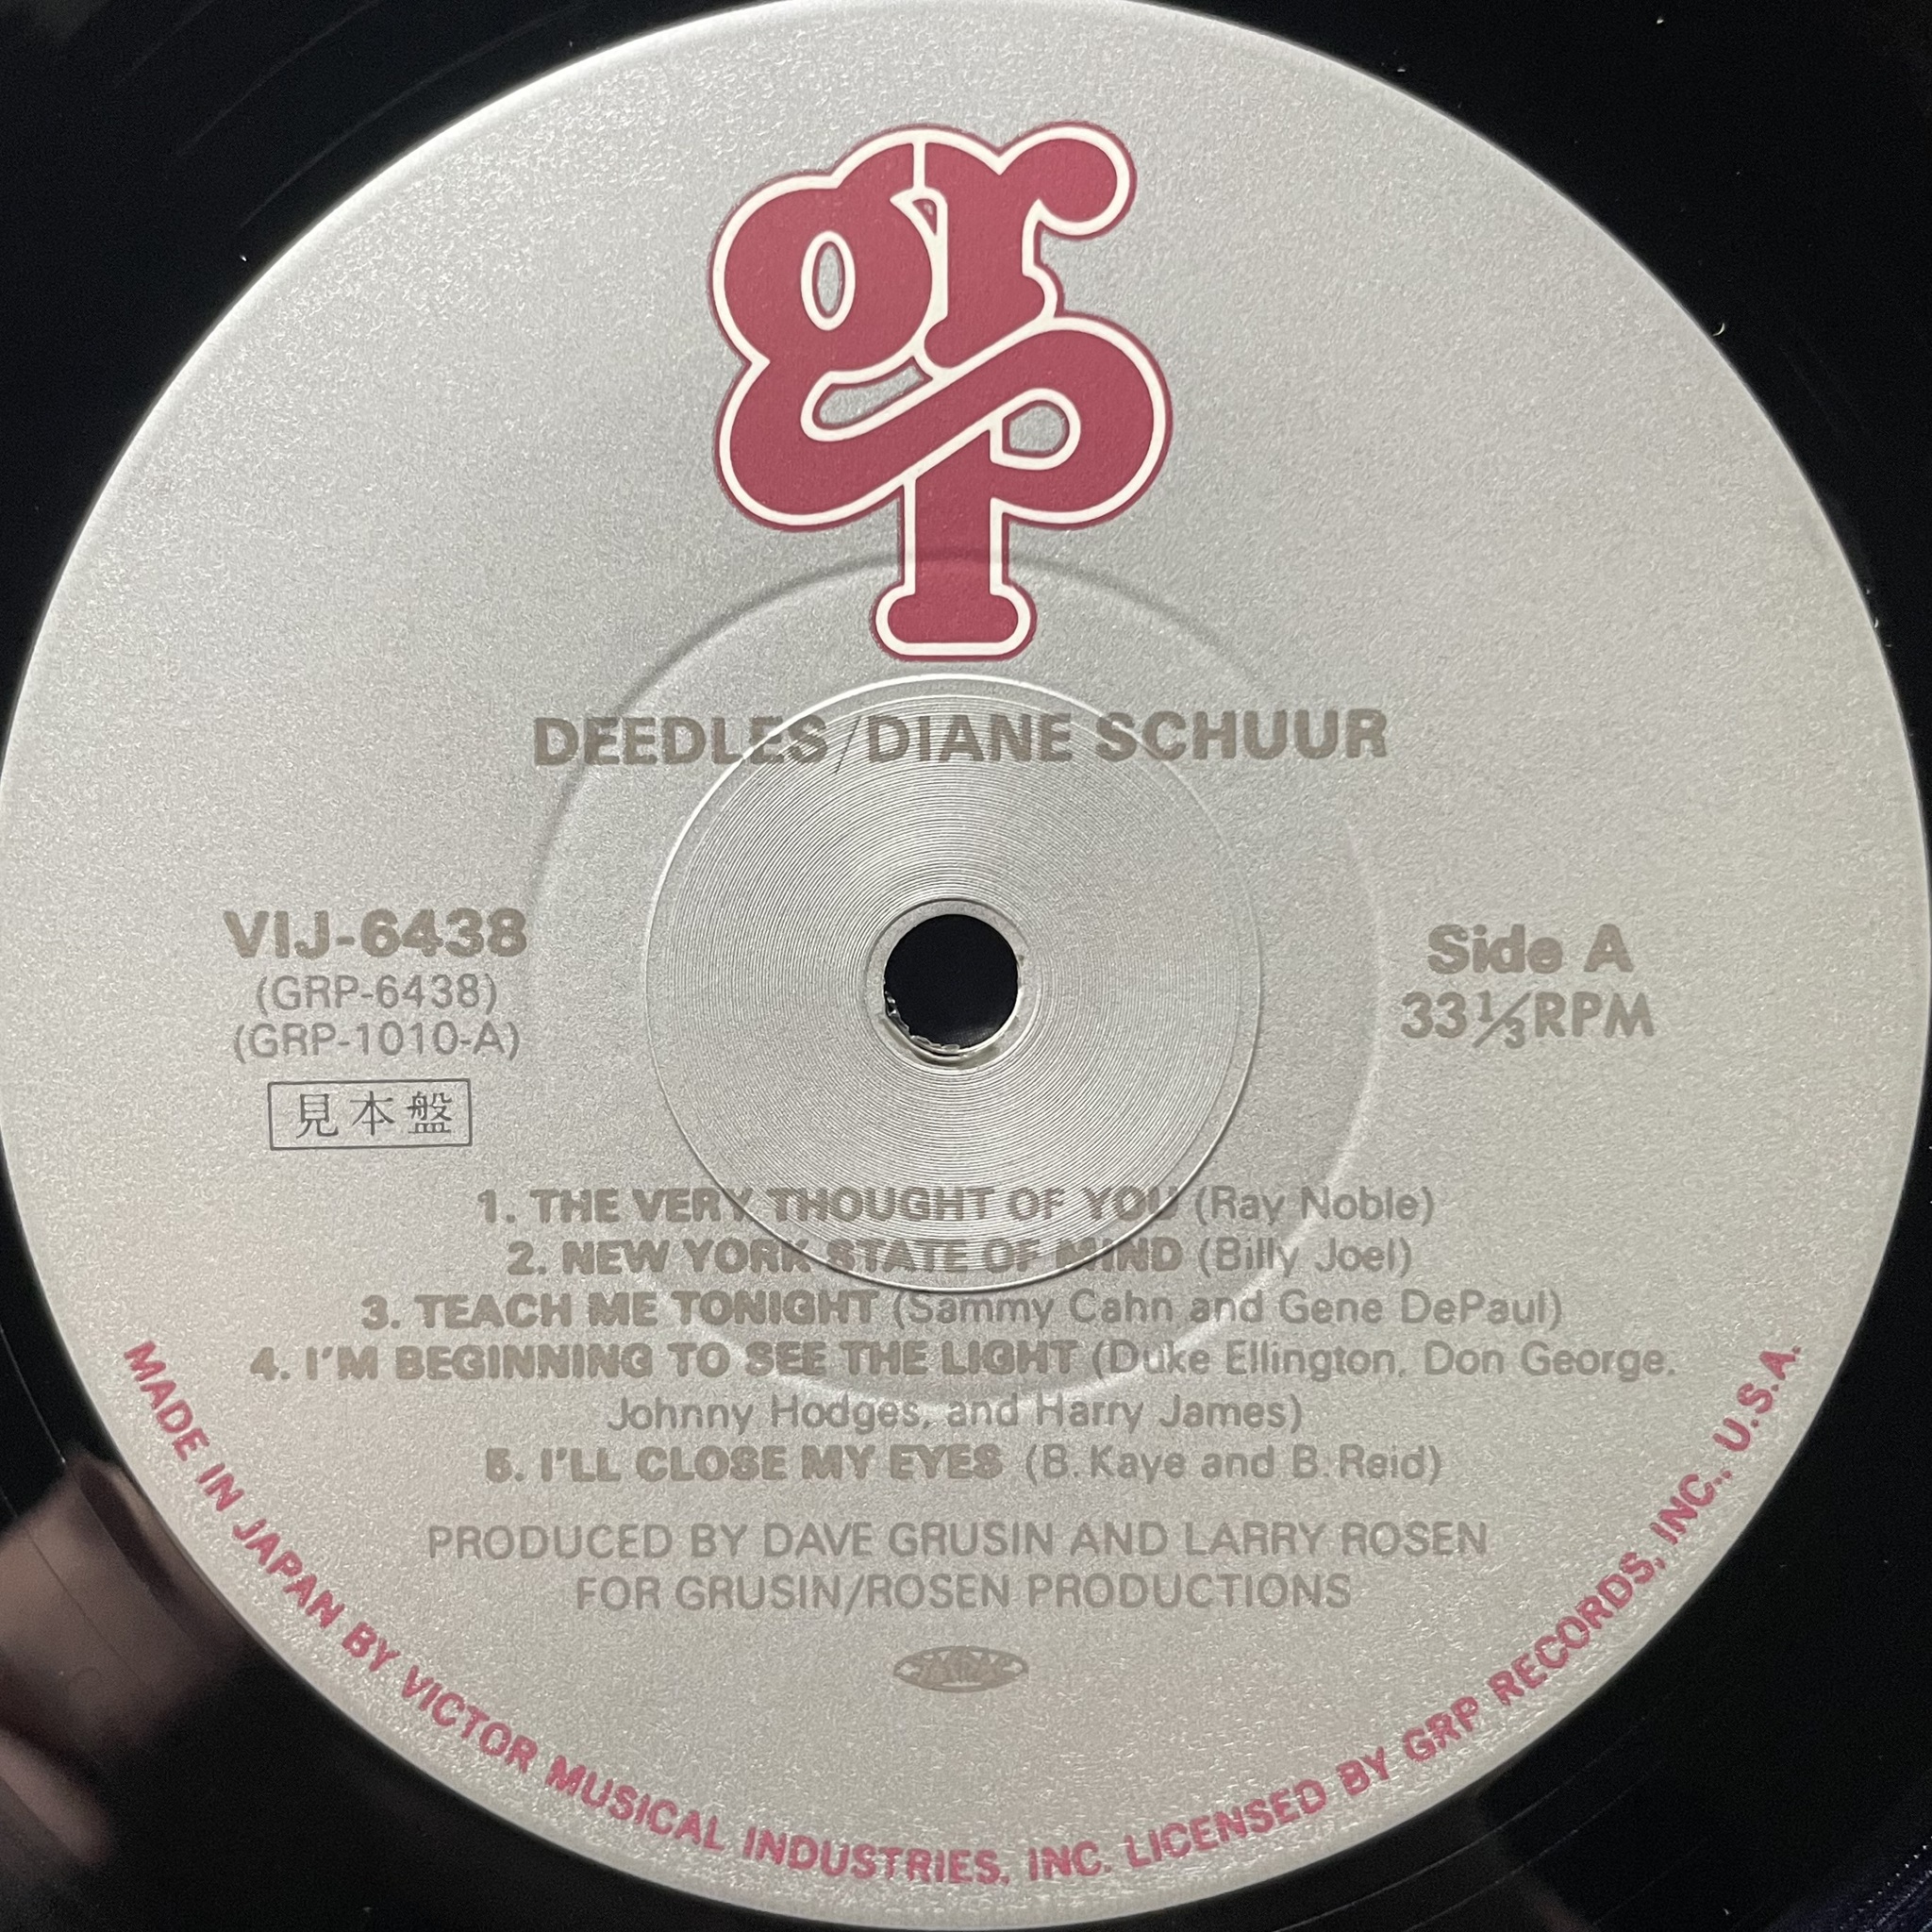 grp
DEEDLES/DIANE SCHUUR
VIJ-6438
(GRP-6438)
(GRP-1010-A)
見本盤
Side A
33 1/3 RPM
1. THE VERY THOUGHT OF YOU (Ray Noble)
2. NEW YORK STATE OF MIND (Billy Joel)
3. TEACH ME TONIGHT (Sammy Cahn and Gene DePaul)
4. I'M BEGINNING TO SEE THE LIGHT (Duke Ellington, Don George,
Johnny Hodges, and Harry James)
5. I'LL CLOSE MY EYES (B. Kaye and B. Reid)
PRODUCED BY DAVE GRUSIN AND LARRY ROSEN
FOR GRUSIN/ROSEN PRODUCTIONS
MADE IN JAPAN BY VICTOR MUSICAL INDUSTRIES, INC. LICENSED BY GRP RECORDS, INC., U.S.A.